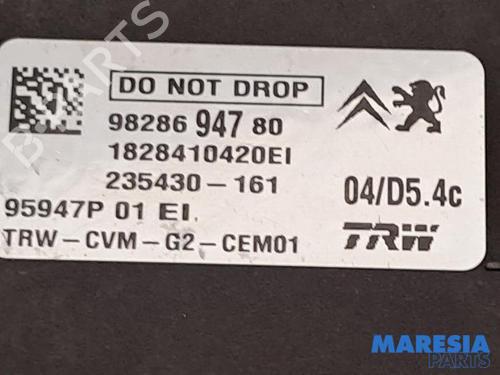 DO NOT DROP
98286 947 80
1828410420EI
235430-161
04/D5.4c
95947P 01 EI.
TRW-CVM-G2-CEM01
TRW
PARTS
MARESIA
PARTS